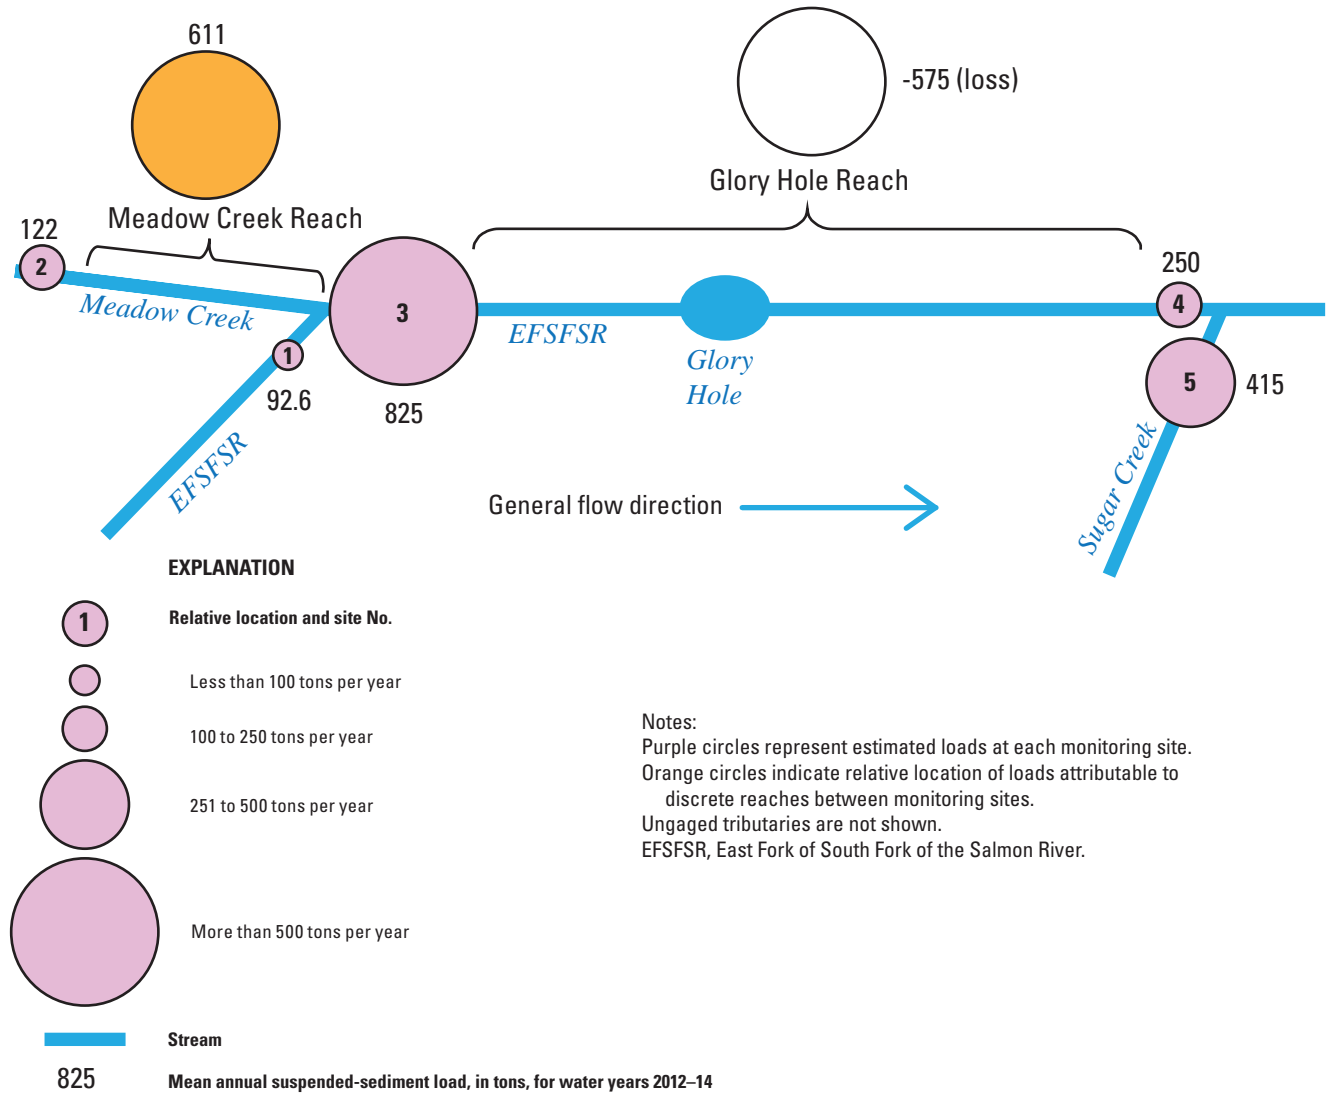 611
-575 (loss)
Glory Hole Reach
Meadow Creek Reach
122
2
Meadow Creek
250
3
4
EFSFSR
1
Glory
Hole
92.6
825
5
415
EFSFSR
Sugar Creek
General flow direction
EXPLANATION
1
Relative location and site No.
Less than 100 tons per year
100 to 250 tons per year
251 to 500 tons per year
More than 500 tons per year
Notes:
Purple circles represent estimated loads at each monitoring site.
Orange circles indicate relative location of loads attributable to
discrete reaches between monitoring sites.
Ungaged tributaries are not shown.
EFSFSR, East Fork of South Fork of the Salmon River.
Stream
825
Mean annual suspended-sediment load, in tons, for water years 2012–14